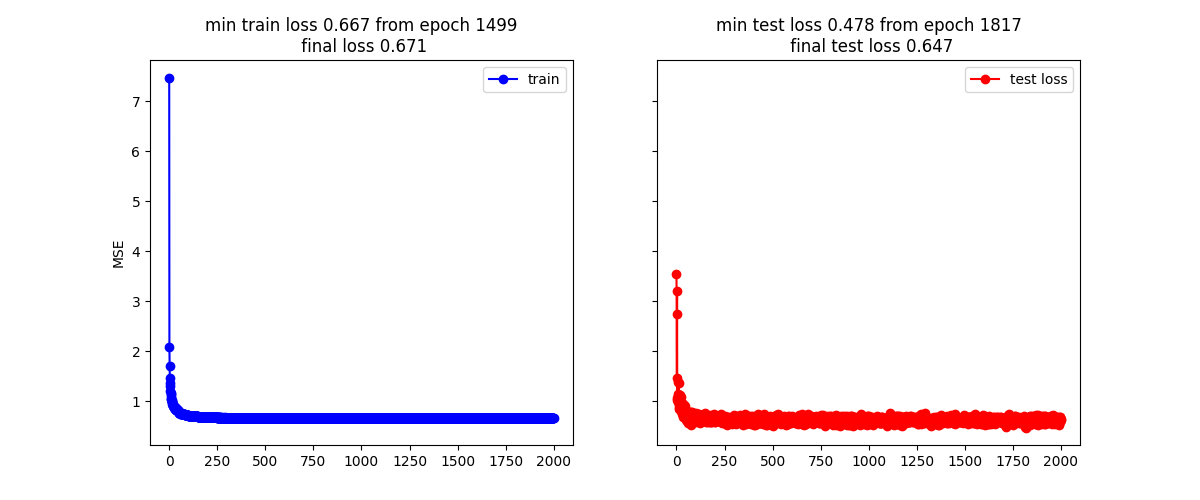 min train loss 0.667 from epoch 1499
final loss 0.671
min test loss 0.478 from epoch 1817
final test loss 0.647
train
test loss
MSE
7
6
5
4
3
2
1
0 250 500 750 1000 1250 1500 1750 2000
0 250 500 750 1000 1250 1500 1750 2000